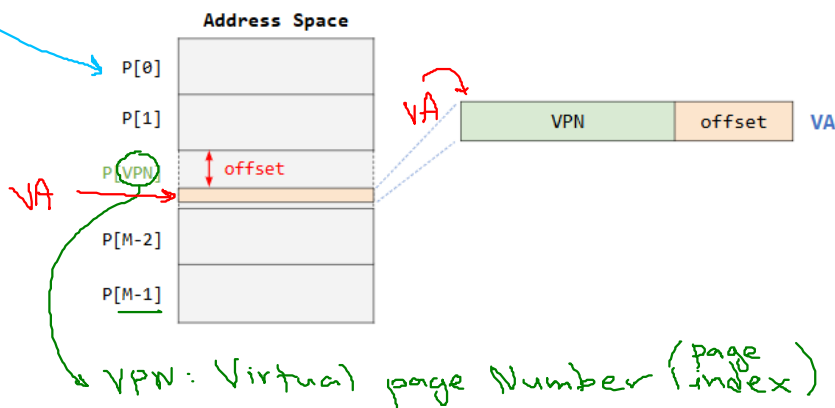 Address Space
P[0]
P[1]
P[VPN]
offset
VA
P[M-2]
P[M-1]
VA
VPN
offset
VA
VPN: Virtual page Number (page index)